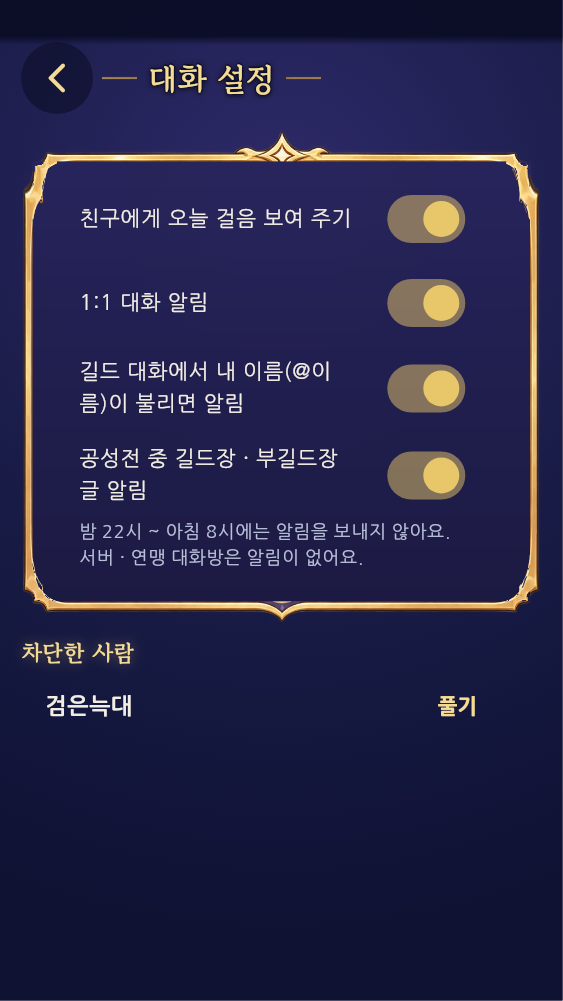 대화 설정
친구에게 오늘 걸음 보여 주기
1:1 대화 알림
길드 대화에서 내 이름(@이
름)이 불리면 알림
공성전 중 길드장 · 부길드장
글 알림
밤 22시 ~ 아침 8시에는 알림을 보내지 않아요.
서버 · 연맹 대화방은 알림이 없어요.
차단한 사람
검은늑대
풀기